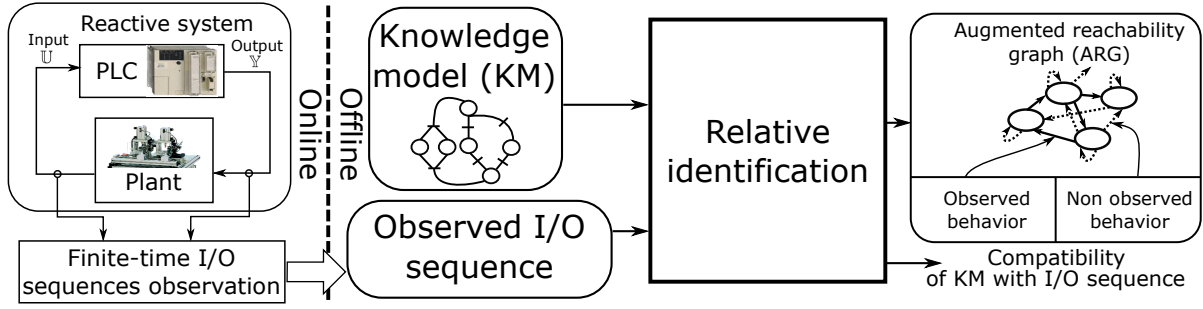 Reactive system
Input
𝕌
Output
𝕐
PLC
Plant
Finite-time I/O
sequences observation
Online
Offline
Knowledge
model (KM)
Observed I/O
sequence
Relative
identification
Augmented reachability
graph (ARG)
Observed
behavior
Non observed
behavior
Compatibility
of KM with I/O sequence